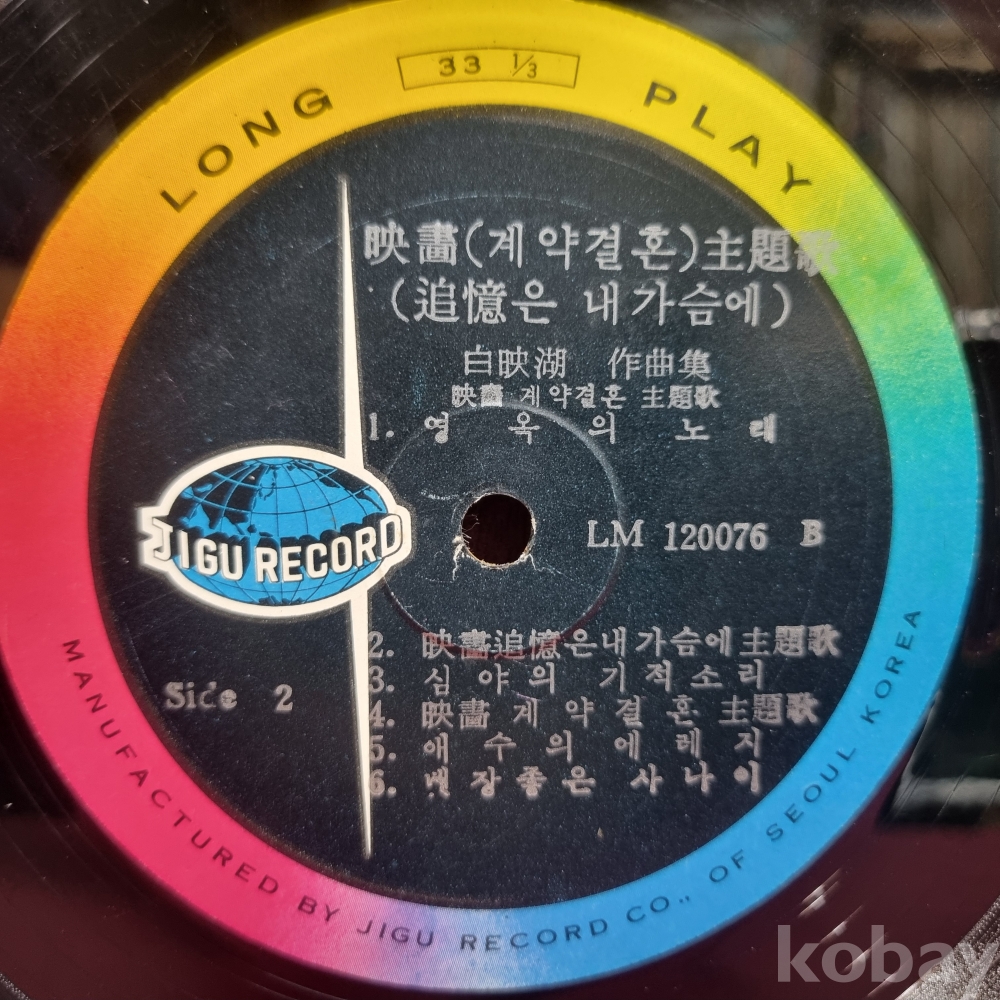 LONG PLAY
33 1/3
映畵(계약결혼)主題歌
(追憶은 내가슴에)
白映湖 作曲集
映畵 계약결혼 主題歌
1. 영옥의 노래
JIGU RECORD
LM 120076 B
Side 2
2. 映畵追憶은내가슴에主題歌
3. 심야의 기적소리
4. 映畵 계약결혼 主題歌
5. 애수의 에레지
6. 벳장좋은 사나이
MANUFACTURED BY JIGU RECORD CO., OF SEOUL KOREA
kobay